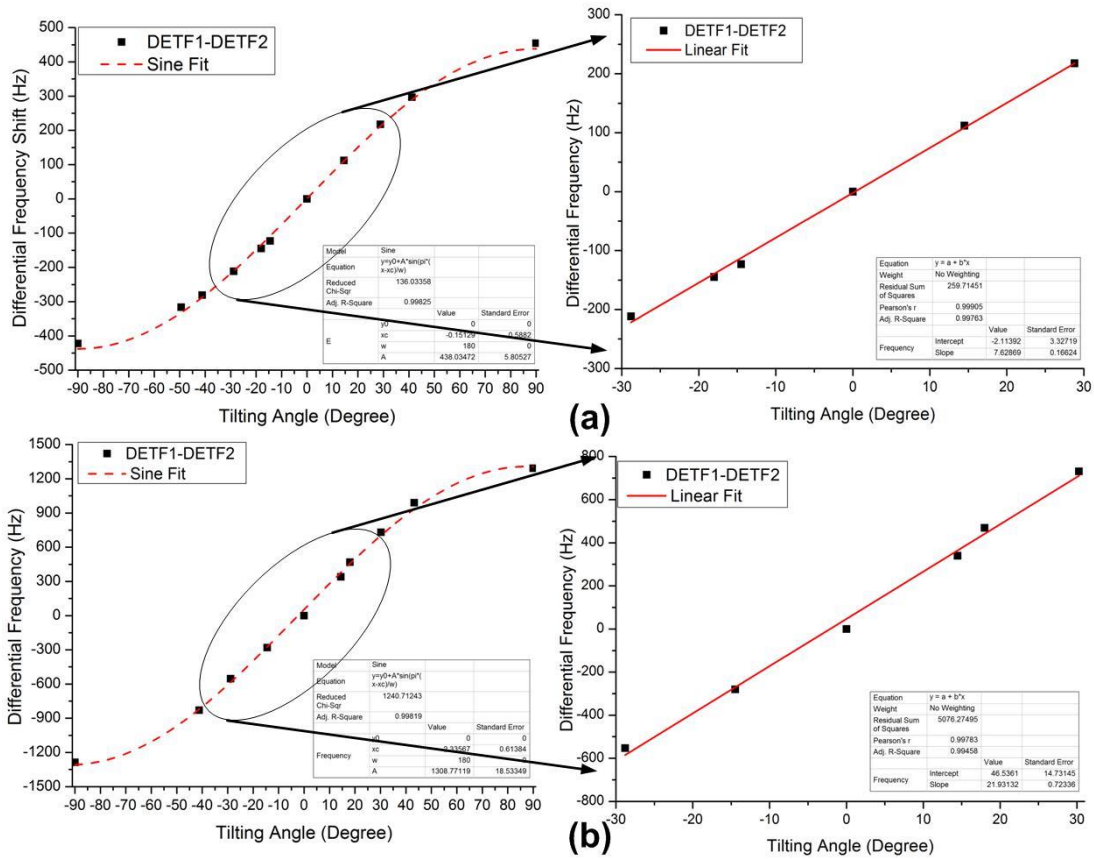 DETF1-DETF2
Sine Fit
Differential Frequency Shift (Hz)
500
400
300
200
100
0
-100
-200
-300
-400
-500
-90 -80 -70 -60 -50 -40 -30 -20 -10 0 10 20 30 40 50 60 70 80 90
Tilting Angle (Degree)
Model Sine
Equation y=y0+A*sin(pi*(
x-xc)/w)
Reduced
Chi-Sqr 136.03358
Adj. R-Square 0.99825
Value Standard Error
y0 0 0
E xc -0.15129 0.5882
w 180 0
A 438.03472 5.80527
DETF1-DETF2
Linear Fit
Differential Frequency (Hz)
300
200
100
0
-100
-200
-300
-30 -20 -10 0 10 20 30
Tilting Angle (Degree)
Equation y = a + b*x
Weight No Weighting
Residual Sum
of Squares 259.71451
Pearson's r 0.99905
Adj. R-Square 0.99763
Value Standard Error
Frequency Intercept -2.11392 3.32719
Slope 7.62869 0.16624
(a)
DETF1-DETF2
Sine Fit
Differential Frequency (Hz)
1500
1200
900
600
300
0
-300
-600
-900
-1200
-1500
-90 -80 -70 -60 -50 -40 -30 -20 -10 0 10 20 30 40 50 60 70 80 90
Tilting Angle (Degree)
Model Sine
Equation y=y0+A*sin(pi*(
x-xc)/w)
Reduced
Chi-Sqr 1240.71243
Adj. R-Square 0.99819
Value Standard Error
y0 0 0
Frequency xc 0.61384
w 180
A 1308.77119 18.53349
DETF1-DETF2
Linear Fit
Differential Frequency (Hz)
800
600
400
200
0
-200
-400
-600
-800
-30 -20 -10 0 10 20 30
Tilting Angle (Degree)
Equation y = a + b*x
Weight No Weighting
Residual Sum
of Squares 5076.27495
Pearson's r 0.99783
Adj. R-Square 0.99458
Value Standard Error
Frequency Intercept 46.5361 14.73145
Slope 21.93132 0.72336
(b)